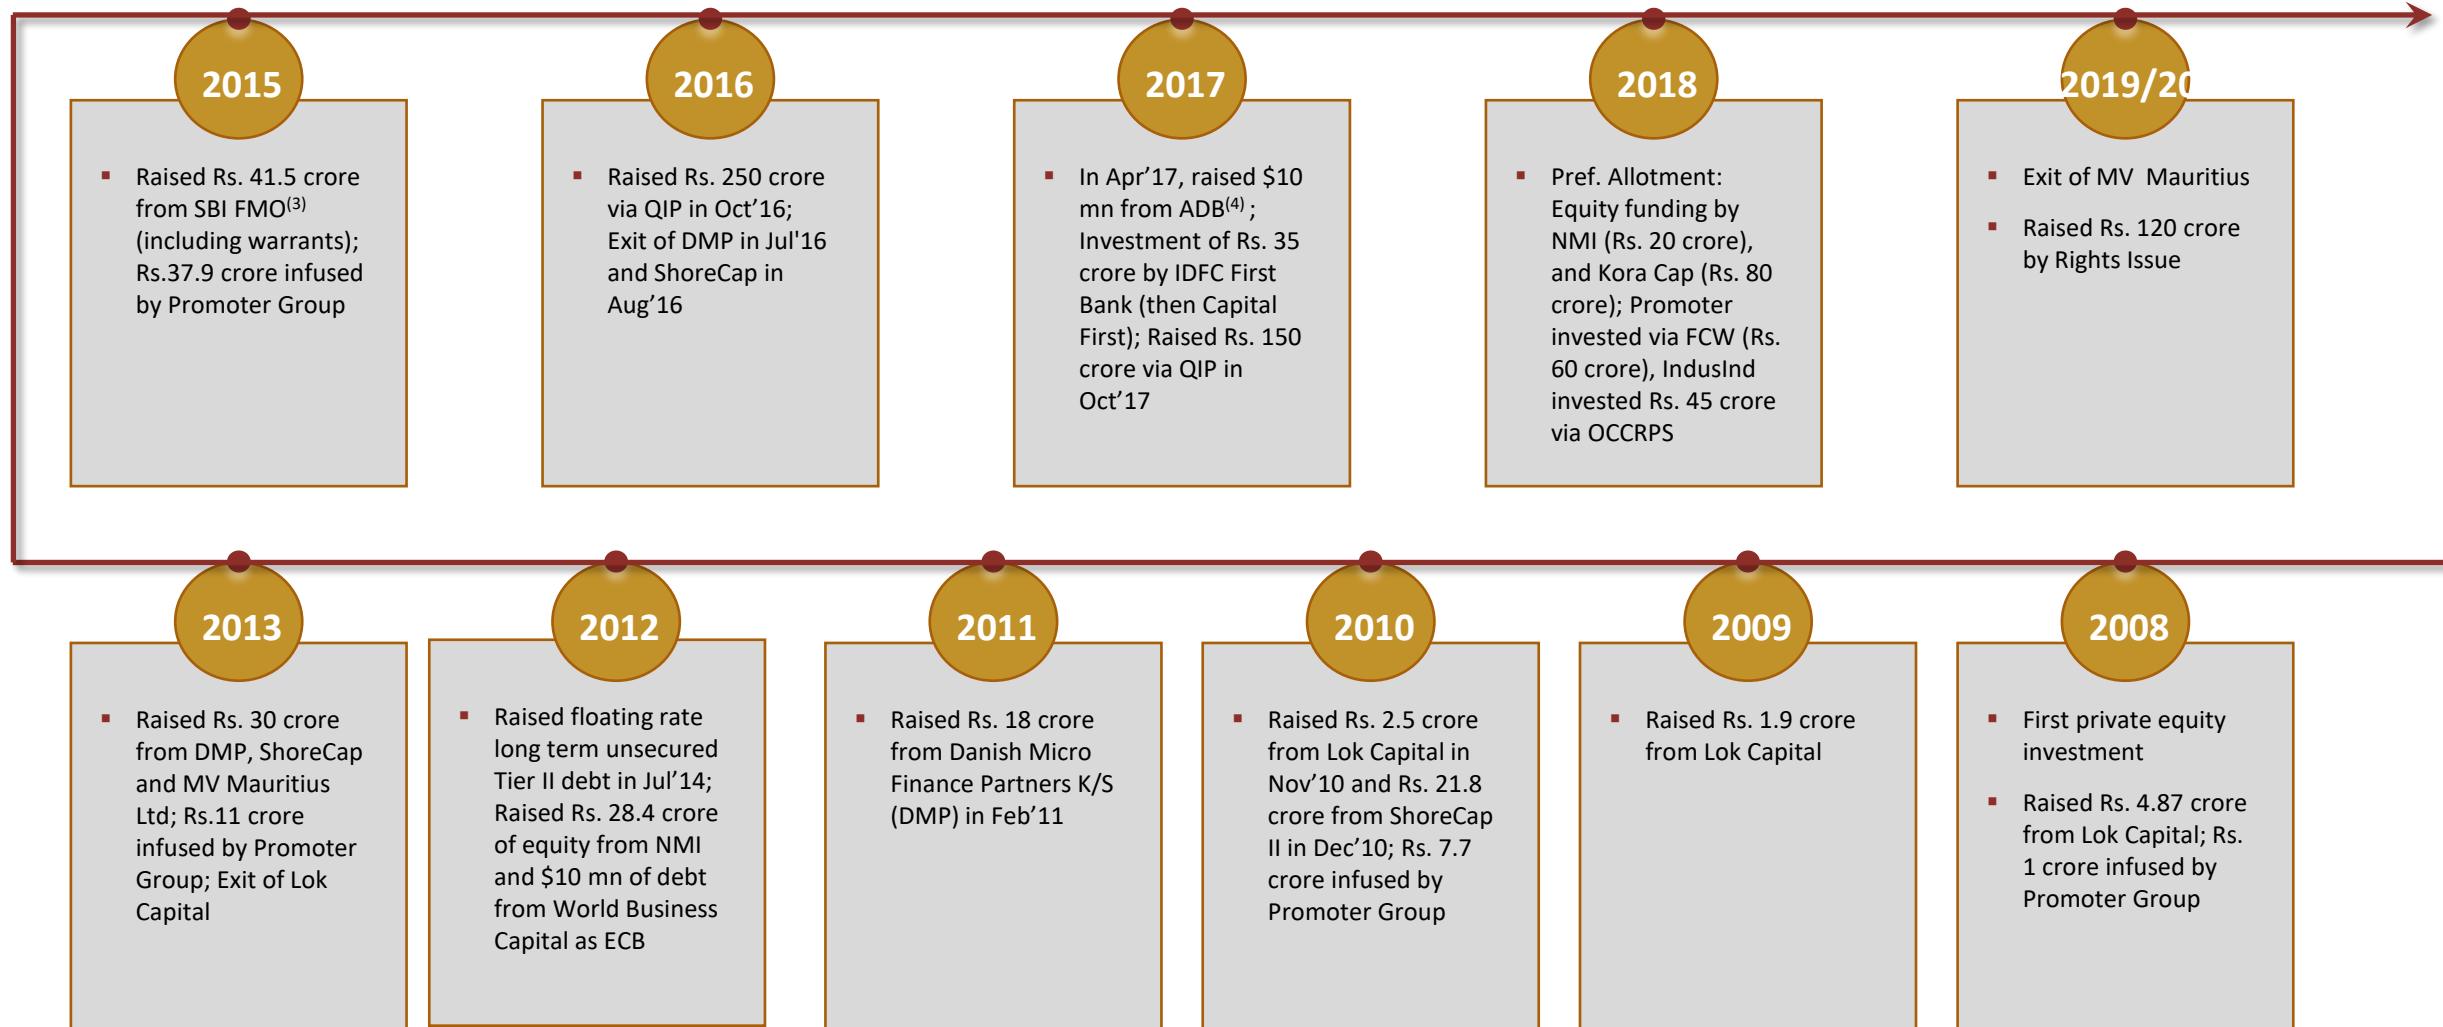 2015
Raised Rs. 41.5 crore
from SBI FMO(3)
(including warrants);
Rs.37.9 crore infused
by Promoter Group
2016
Raised Rs. 250 crore
via QIP in Oct’16;
Exit of DMP in Jul'16
and ShoreCap in
Aug’16
2017
In Apr’17, raised $10
mn from ADB(4) ;
Investment of Rs. 35
crore by IDFC First
Bank (then Capital
First); Raised Rs. 150
crore via QIP in
Oct’17
2018
Pref. Allotment:
Equity funding by
NMI (Rs. 20 crore),
and Kora Cap (Rs. 80
crore); Promoter
invested via FCW (Rs.
60 crore), IndusInd
invested Rs. 45 crore
via OCCRPS
2019/20
Exit of MV Mauritius
Raised Rs. 120 crore
by Rights Issue
2013
Raised Rs. 30 crore
from DMP, ShoreCap
and MV Mauritius
Ltd; Rs.11 crore
infused by Promoter
Group; Exit of Lok
Capital
2012
Raised floating rate
long term unsecured
Tier II debt in Jul’14;
Raised Rs. 28.4 crore
of equity from NMI
and $10 mn of debt
from World Business
Capital as ECB
2011
Raised Rs. 18 crore
from Danish Micro
Finance Partners K/S
(DMP) in Feb’11
2010
Raised Rs. 2.5 crore
from Lok Capital in
Nov’10 and Rs. 21.8
crore from ShoreCap
II in Dec’10; Rs. 7.7
crore infused by
Promoter Group
2009
Raised Rs. 1.9 crore
from Lok Capital
2008
First private equity
investment
Raised Rs. 4.87 crore
from Lok Capital; Rs.
1 crore infused by
Promoter Group